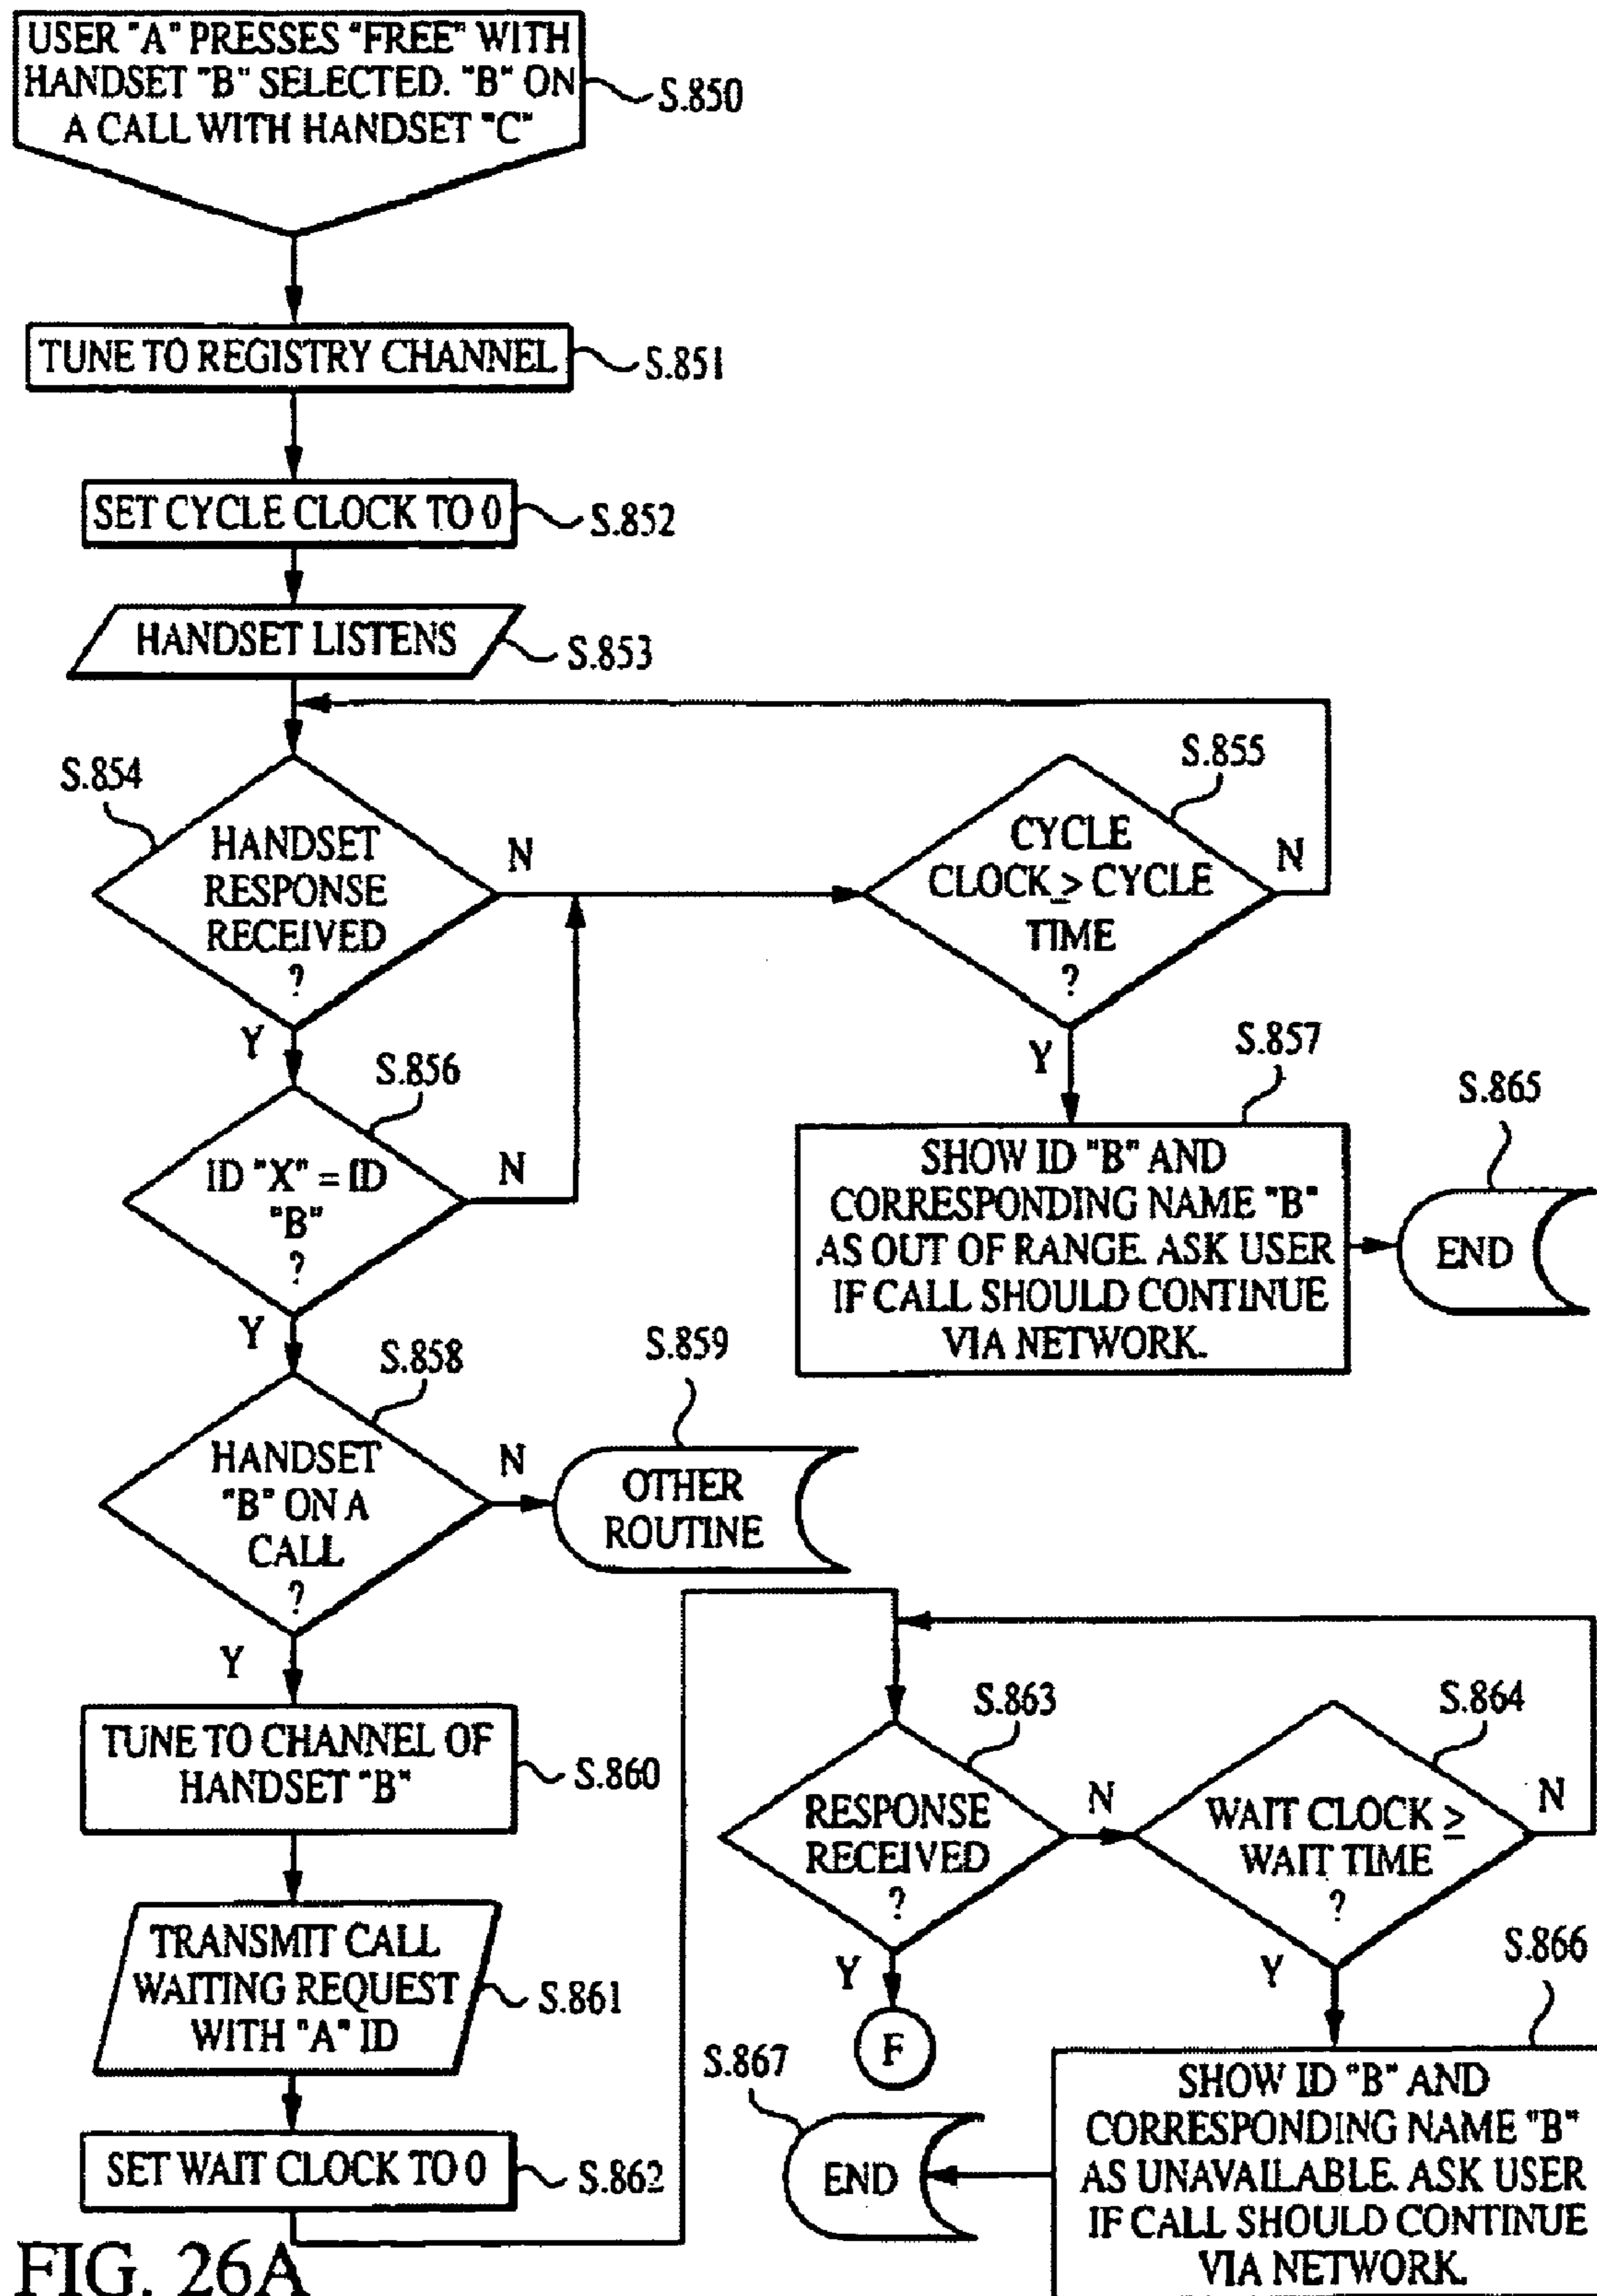 USER "A" PRESSES "FREE" WITH
HANDSET "B" SELECTED. "B" ON
A CALL WITH HANDSET "C"
S.850
TUNE TO REGISTRY CHANNEL
S.851
SET CYCLE CLOCK TO 0
S.852
HANDSET LISTENS
S.853
S.854
HANDSET
RESPONSE
RECEIVED
?
N
Y
S.855
CYCLE
CLOCK ≥ CYCLE
TIME
?
N
Y
S.856
ID "X" = ID
"B"
?
N
Y
S.857
SHOW ID "B" AND
CORRESPONDING NAME "B"
AS OUT OF RANGE. ASK USER
IF CALL SHOULD CONTINUE
VIA NETWORK.
S.865
END
S.858
HANDSET
"B" ON A
CALL
?
N
Y
S.859
OTHER
ROUTINE
TUNE TO CHANNEL OF
HANDSET "B"
S.860
TRANSMIT CALL
WAITING REQUEST
WITH "A" ID
S.861
SET WAIT CLOCK TO 0
S.862
S.863
RESPONSE
RECEIVED
?
N
Y
F
S.864
WAIT CLOCK ≥
WAIT TIME
?
N
Y
S.866
SHOW ID "B" AND
CORRESPONDING NAME "B"
AS UNAVAILABLE. ASK USER
IF CALL SHOULD CONTINUE
VIA NETWORK.
S.867
END
FIG. 26A